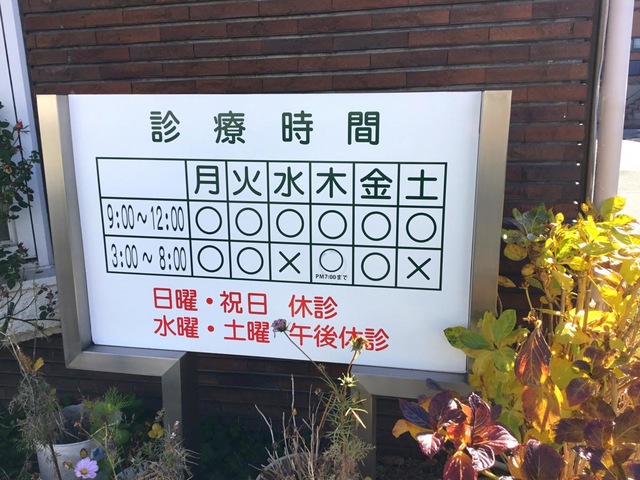 診療時間
月 火 水 木 金 土
9:00～12:00 ○ ○ ○ ○ ○ ○
3:00～8:00 ○ ○ × ○ ○ ×
PM7:00まで
日曜・祝日 休診
水曜・土曜 午後休診